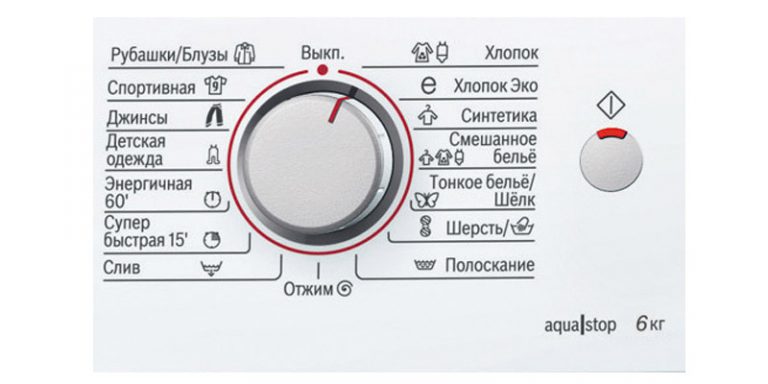 Рубашки/Блузы
Спортивная
9
Джинсы
Детская
одежда
Энергичная
60'
Супер
быстрая 15'
Слив
Выкл.
Отжим
Хлопок
e Хлопок Эко
Синтетика
Смешанное
бельё
Тонкое бельё/
Шёлк
Шерсть/
Полоскание
aqua|stop 6 кг